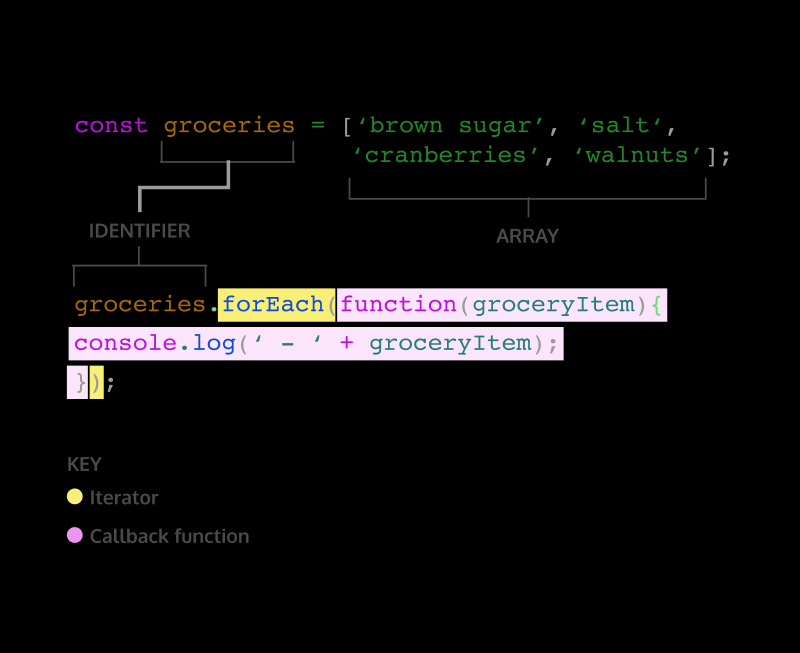 const groceries = [‘brown sugar’, ‘salt‘,
‘cranberries’, ‘walnuts’];
IDENTIFIER
ARRAY
groceries.forEach(function(groceryItem){
console.log(‘ - ‘ + groceryItem);
});
KEY
Iterator
Callback function